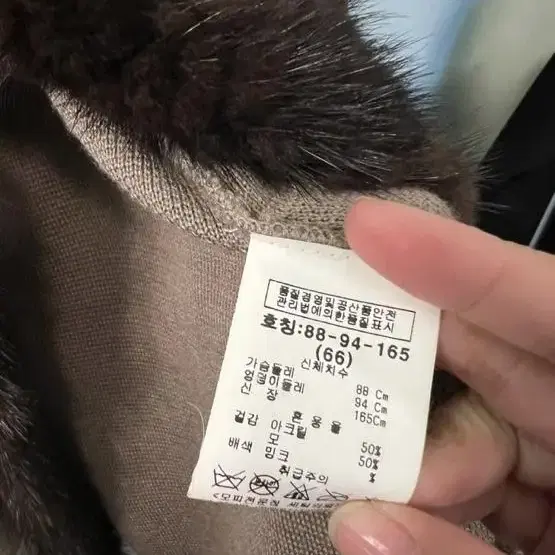 품질경영및공산품안전
관리법에의한품질표시
호칭:88-94-165
(66)
신체치수
가슴둘레 88 Cm
엉덩이둘레 94 Cm
신 장 165Cm
혼 용 율
겉감 아크릴 50%
모 50%
배색 밍크
취급주의